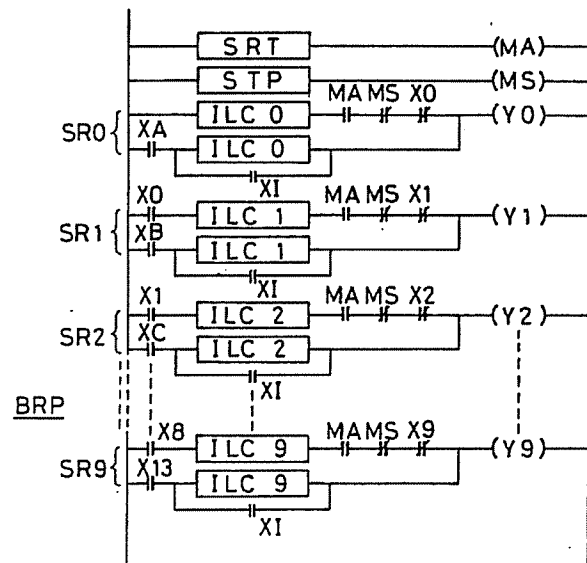 SRT (MA)
STP (MS)
MA MS X0
ILC 0 (Y0)
SR0
XA
ILC 0
XI
X0 MA MS X1
ILC 1 (Y1)
SR1
XB
ILC 1
XI
X1 MA MS X2
ILC 2 (Y2)
SR2
XC
ILC 2
XI
BRP
X8 MA MS X9
ILC 9 (Y9)
SR9
X13
ILC 9
XI